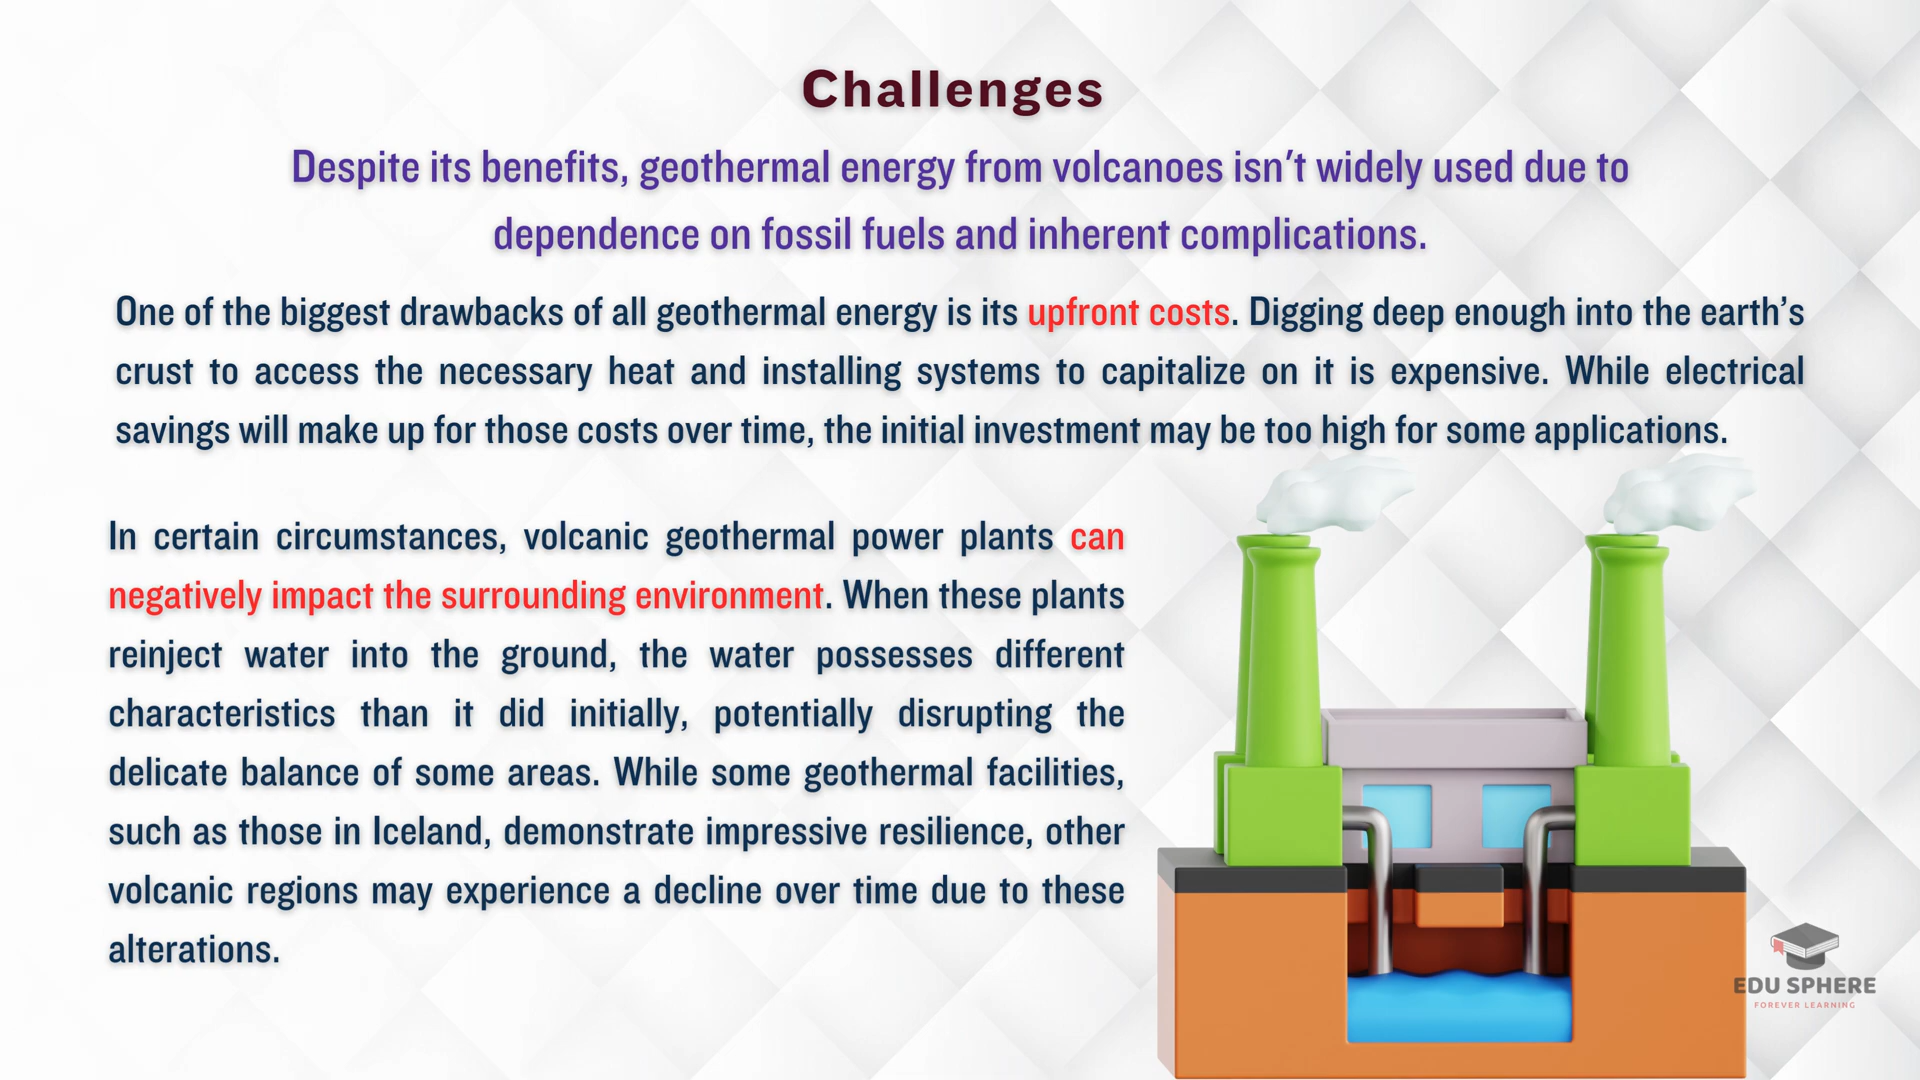 Challenges
Despite its benefits, geothermal energy from volcanoes isn’t widely used due to
dependence on fossil fuels and inherent complications.
One of the biggest drawbacks of all geothermal energy is its upfront costs. Digging deep enough into the earth’s
crust to access the necessary heat and installing systems to capitalize on it is expensive. While electrical
savings will make up for those costs over time, the initial investment may be too high for some applications.
In certain circumstances, volcanic geothermal power plants can
negatively impact the surrounding environment. When these plants
reinject water into the ground, the water possesses different
characteristics than it did initially, potentially disrupting the
delicate balance of some areas. While some geothermal facilities,
such as those in Iceland, demonstrate impressive resilience, other
volcanic regions may experience a decline over time due to these
alterations.
EDU SPHERE
FOREVER LEARNING